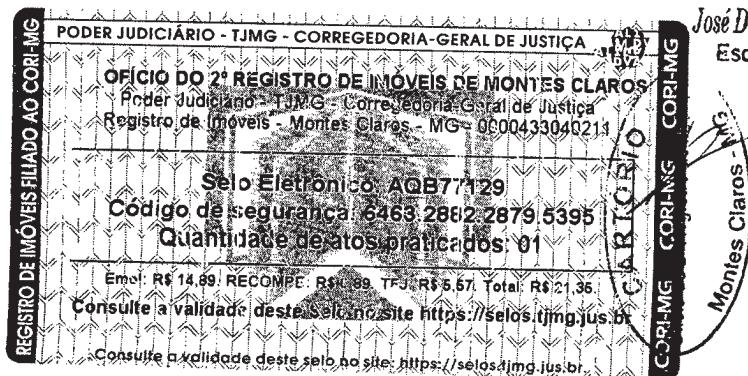 PODER JUDICIÁRIO - TJMG - CORREGEDORIA-GERAL DE JUSTIÇA
OFÍCIO DO 2º REGISTRO DE IMÓVEIS DE MONTES CLAROS
Poder Judiciário - TJMG - Corregedoria-Geral de Justiça
Registro de Imóveis - Montes Claros - MG - 0000433040211
Selo Eletrônico: AQB77129
Código de segurança: 6463.2882.2879.5395
Quantidade de atos praticados: 01
Emol: R$ 14,89. RECOMPE: R$ 0,89. TFJ: R$ 5,57. Total: R$ 21,35.
Consulte a validade deste Selo no site https://selos.tjmg.jus.br
Consulte a validade deste selo no site: https://selos.tjmg.jus.br
REGISTRO DE IMÓVEIS FILIADO AO CORI-MG
CORI-MG
CORI-MG
CORI-MG
José D
Esc
CARTÓRIO
Montes Claros - MG